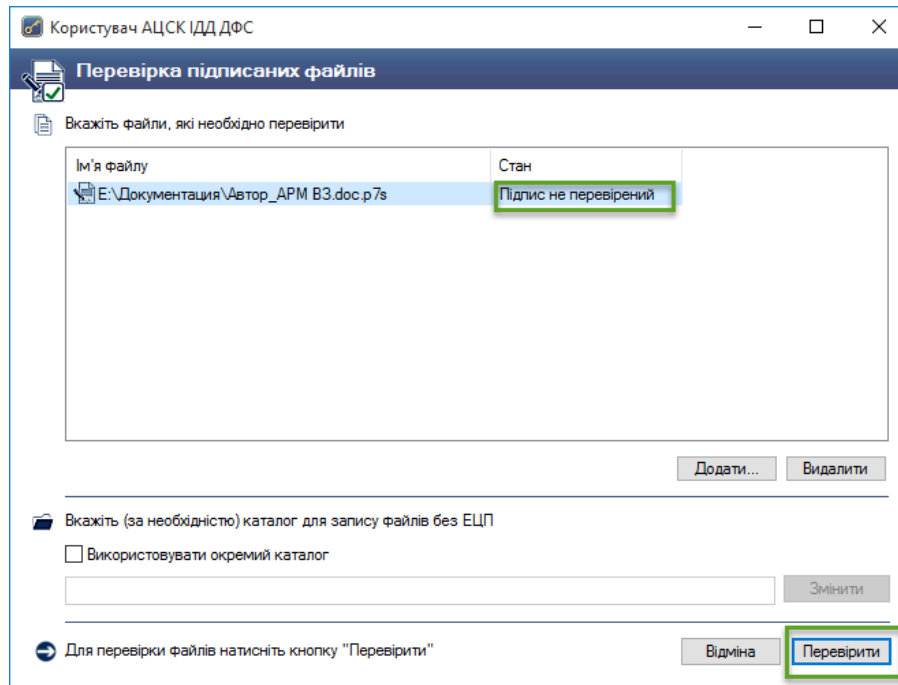 Користувач АЦСК ІДД ДФС
Перевірка підписаних файлів
Вкажіть файли, які необхідно перевірити
Ім'я файлу Стан
E:\Документация\Автор_АРМ ВЗ.doc.p7s Підпис не перевірений
Додати... Видалити
Вкажіть (за необхідністю) каталог для запису файлів без ЕЦП
Використовувати окремий каталог
Змінити
Для перевірки файлів натисніть кнопку "Перевірити" Відміна Перевірити